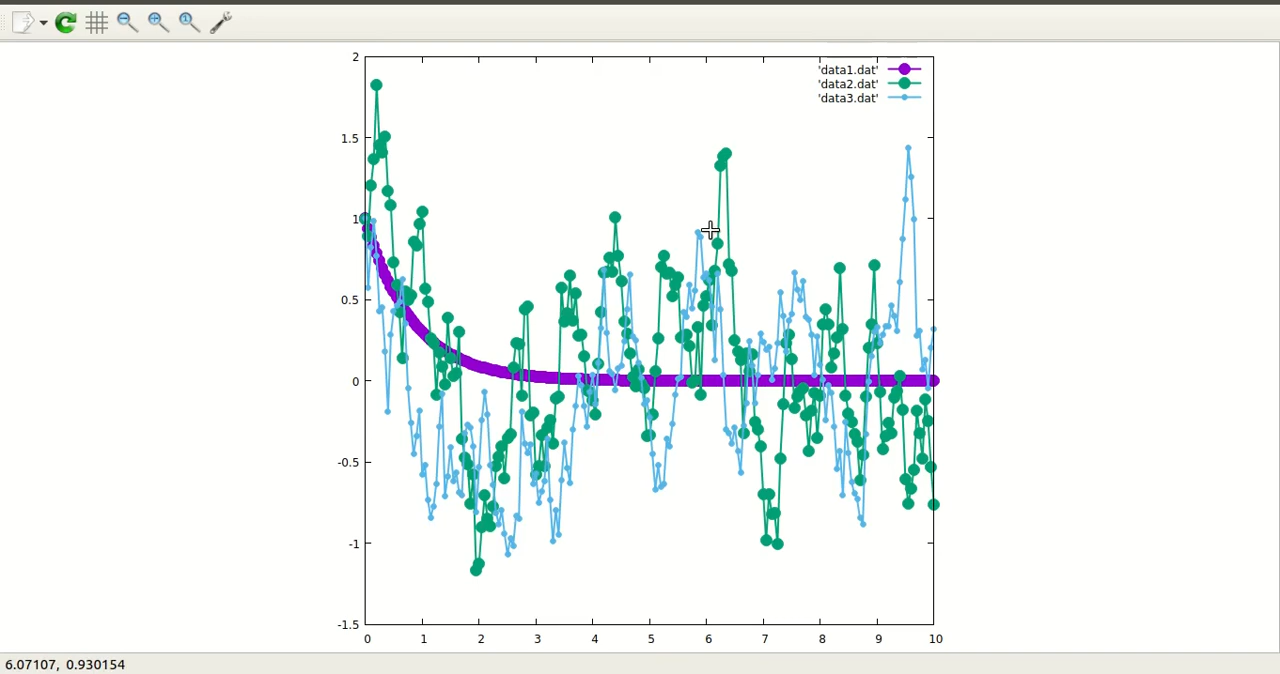 2
'data1.dat'
'data2.dat'
'data3.dat'
1.5
1
0.5
0
-0.5
-1
-1.5
0 1 2 3 4 5 6 7 8 9 10
6.07107, 0.930154